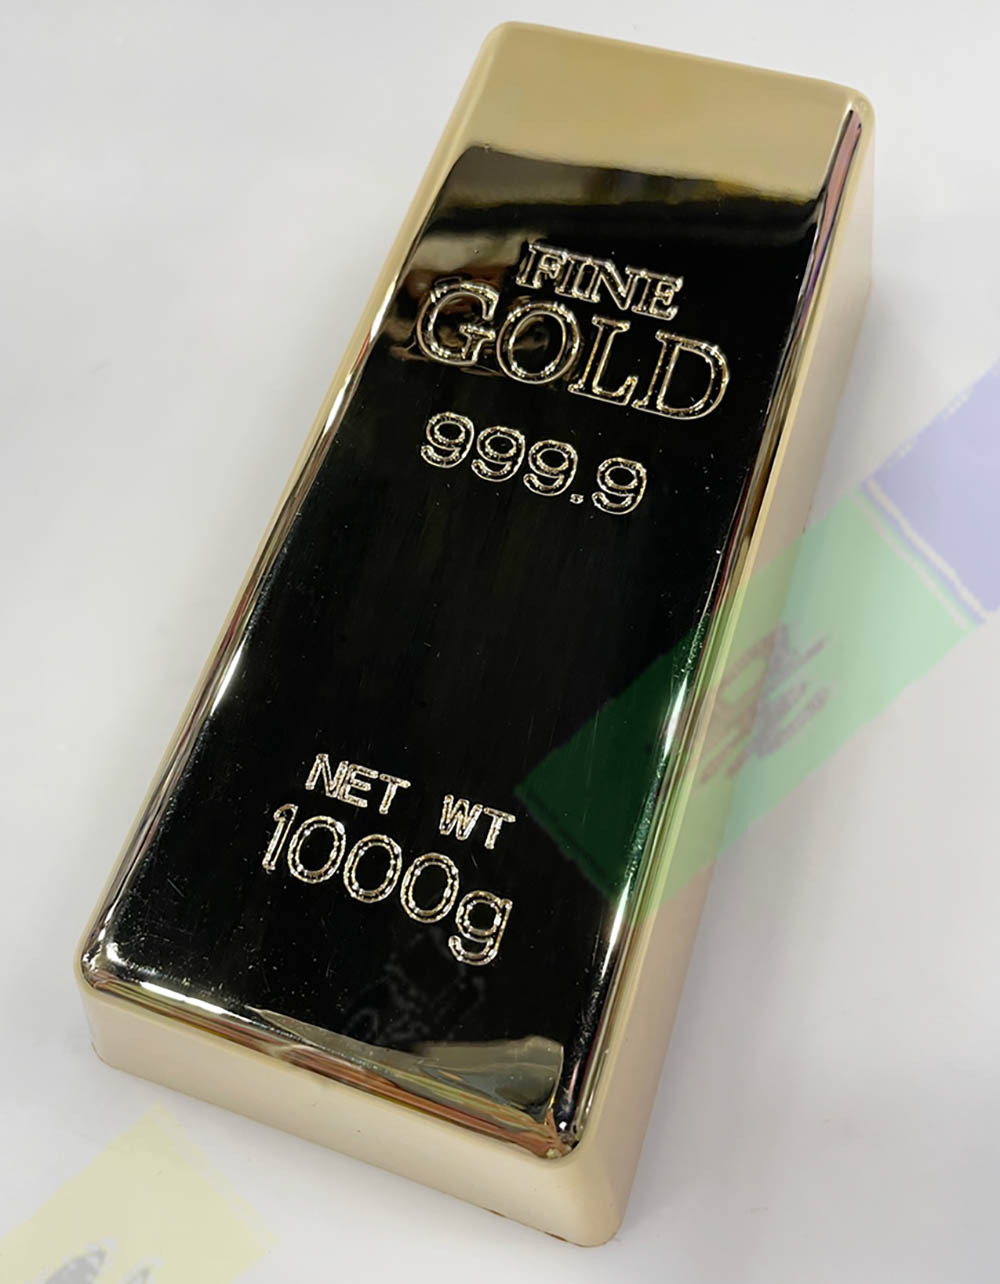 FINE
GOLD
999.9
NET WT
1000g